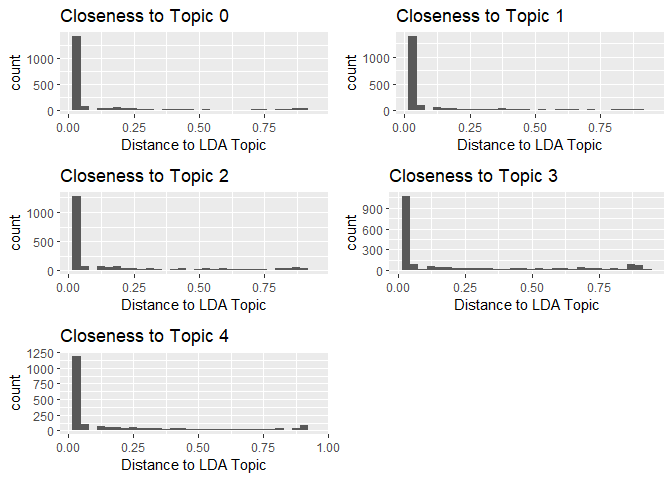 Closeness to Topic 0
1000
500
0
count
0.00 0.25 0.50 0.75
Distance to LDA Topic
Closeness to Topic 1
1000
500
0
count
0.00 0.25 0.50 0.75
Distance to LDA Topic
Closeness to Topic 2
1000
500
0
count
0.00 0.25 0.50 0.75
Distance to LDA Topic
Closeness to Topic 3
900
600
300
0
count
0.00 0.25 0.50 0.75
Distance to LDA Topic
Closeness to Topic 4
1250
1000
750
500
250
0
count
0.00 0.25 0.50 0.75 1.00
Distance to LDA Topic